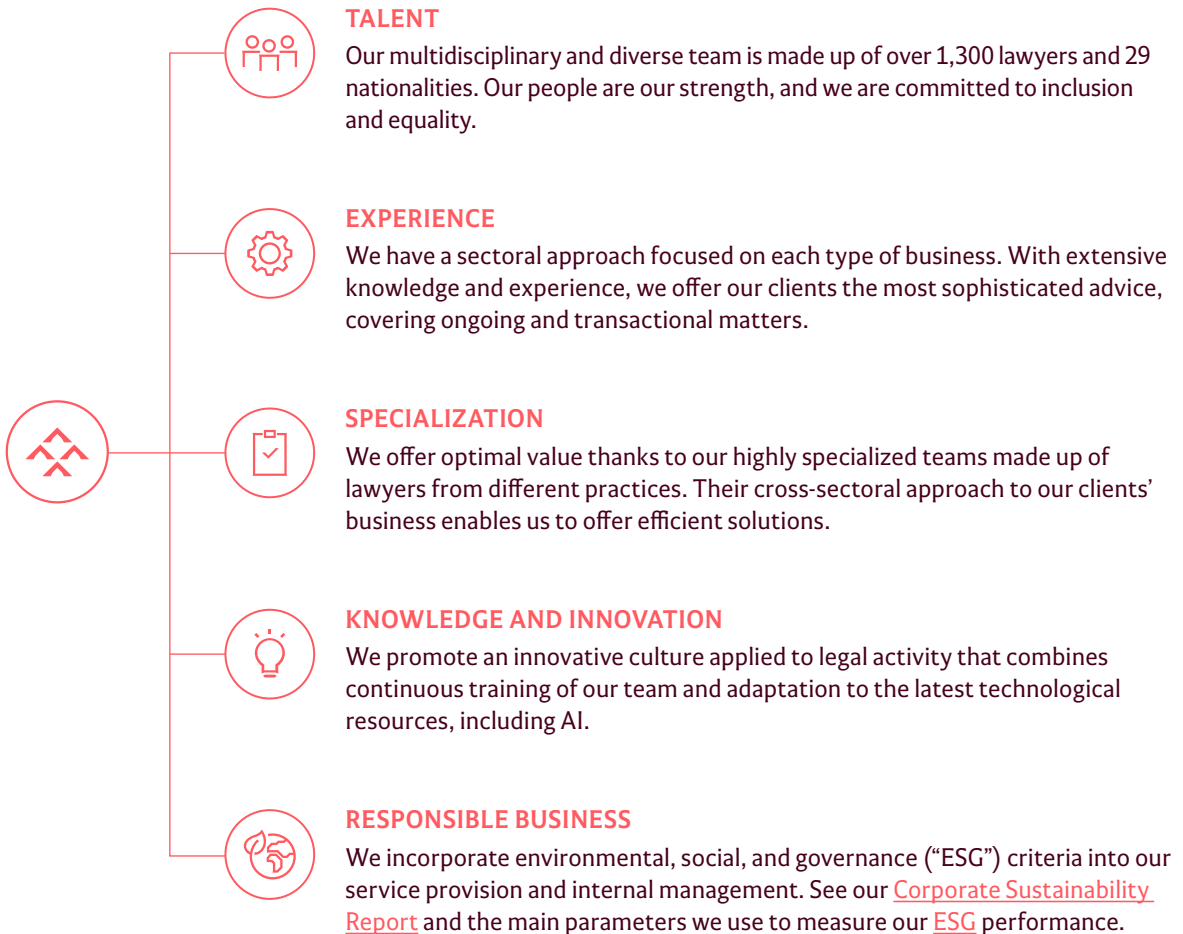 TALENT
Our multidisciplinary and diverse team is made up of over 1,300 lawyers and 29
nationalities. Our people are our strength, and we are committed to inclusion
and equality.
EXPERIENCE
We have a sectoral approach focused on each type of business. With extensive
knowledge and experience, we offer our clients the most sophisticated advice,
covering ongoing and transactional matters.
SPECIALIZATION
We offer optimal value thanks to our highly specialized teams made up of
lawyers from different practices. Their cross-sectoral approach to our clients’
business enables us to offer efficient solutions.
KNOWLEDGE AND INNOVATION
We promote an innovative culture applied to legal activity that combines
continuous training of our team and adaptation to the latest technological
resources, including AI.
RESPONSIBLE BUSINESS
We incorporate environmental, social, and governance (“ESG”) criteria into our
service provision and internal management. See our Corporate Sustainability
Report and the main parameters we use to measure our ESG performance.